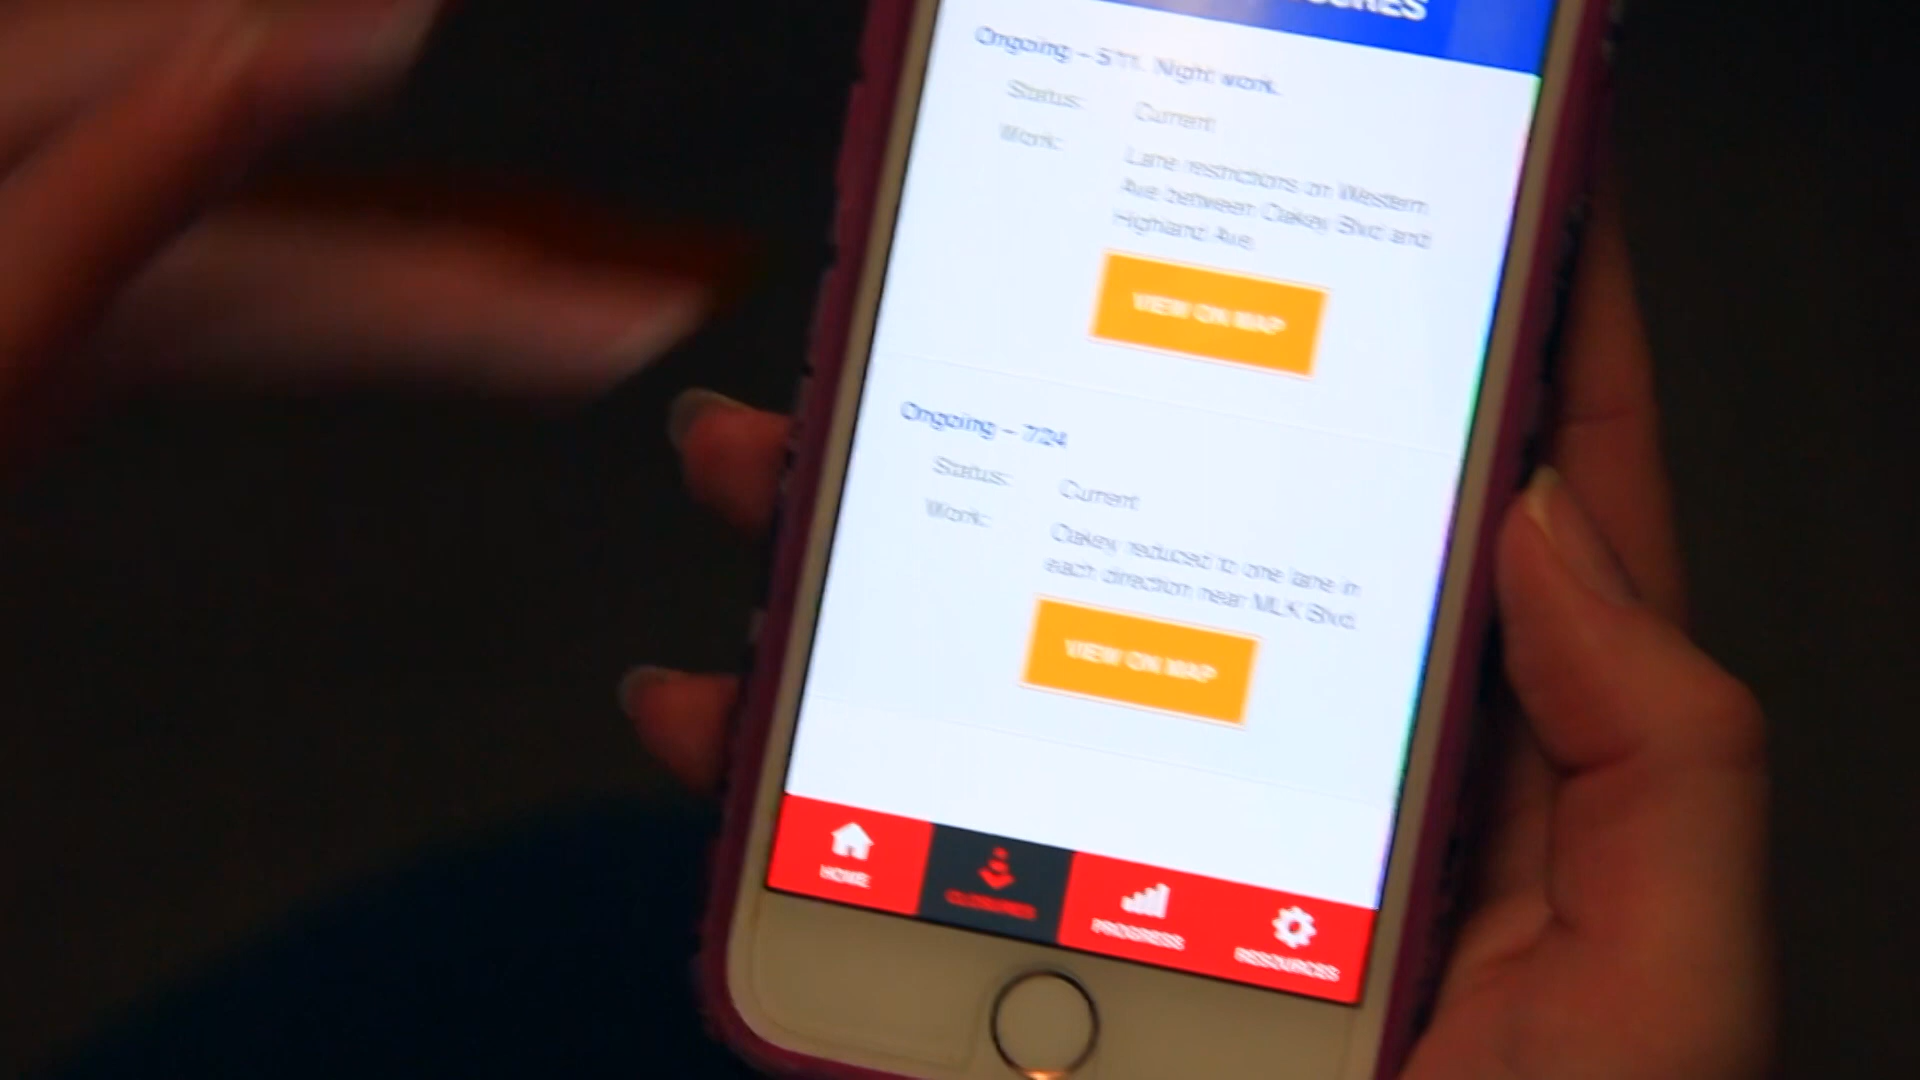 Ongoing – 5/11. Night work.
Status: Current
Work: Lane restrictions on Western
Ave between Oakey Blvd and
Highland Ave
VIEW ON MAP
Ongoing – 7/24
Status: Current
Work: Oakey reduced to one lane in
each direction near MLK Blvd
VIEW ON MAP
HOME
CLOSURES
PROGRESS
RESOURCES